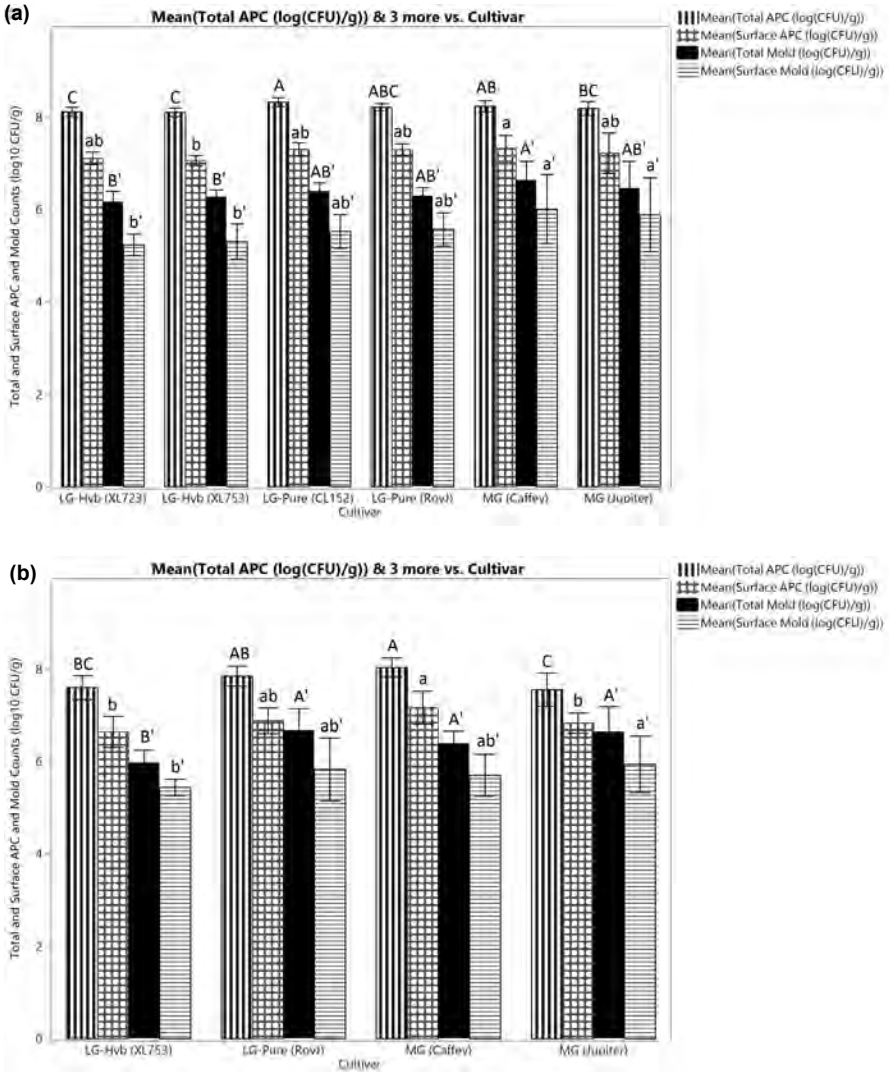 (a)
Mean(Total APC (log(CFU)/g)) & 3 more vs. Cultivar
Mean(Total APC (log(CFU)/g))
Mean(Surface APC (log(CFU)/g))
Mean(Total Mold (log(CFU)/g))
Mean(Surface Mold (log(CFU)/g))
Total and Surface APC and Mold Counts (log10 CFU/g)
8
6
4
2
0
C ab B' b'
C b B' b'
A ab AB' ab'
ABC ab AB' ab'
AB a A' a'
BC ab AB' a'
LG-Hyb (XL723) LG-Hyb (XL753) LG-Pure (CL152) LG-Pure (RoyJ) MG (Caffey) MG (Jupiter)
Cultivar
(b)
Mean(Total APC (log(CFU)/g)) & 3 more vs. Cultivar
Mean(Total APC (log(CFU)/g))
Mean(Surface APC (log(CFU)/g))
Mean(Total Mold (log(CFU)/g))
Mean(Surface Mold (log(CFU)/g))
Total and Surface APC and Mold Counts (log10 CFU/g)
8
6
4
2
0
BC b B' b'
AB ab A' ab'
A a A' ab'
C b A' a'
LG-Hyb (XL753) LG-Pure (RoyJ) MG (Caffey) MG (Jupiter)
Cultivar